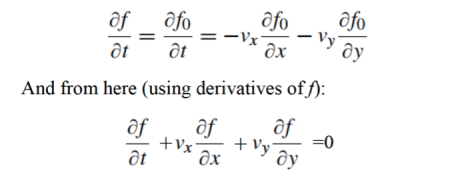 ∂f/∂t = ∂f₀/∂t = −vₓ ∂f₀/∂x − v_y ∂f₀/∂y
And from here (using derivatives of f):
∂f/∂t +vₓ ∂f/∂x + v_y ∂f/∂y =0